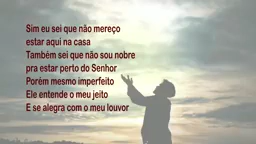 Sim eu sei que não mereço
estar aqui na casa
Também sei que não sou nobre
pra estar perto do Senhor
Porém mesmo imperfeito
Ele entende o meu jeito
E se alegra com o meu louvor